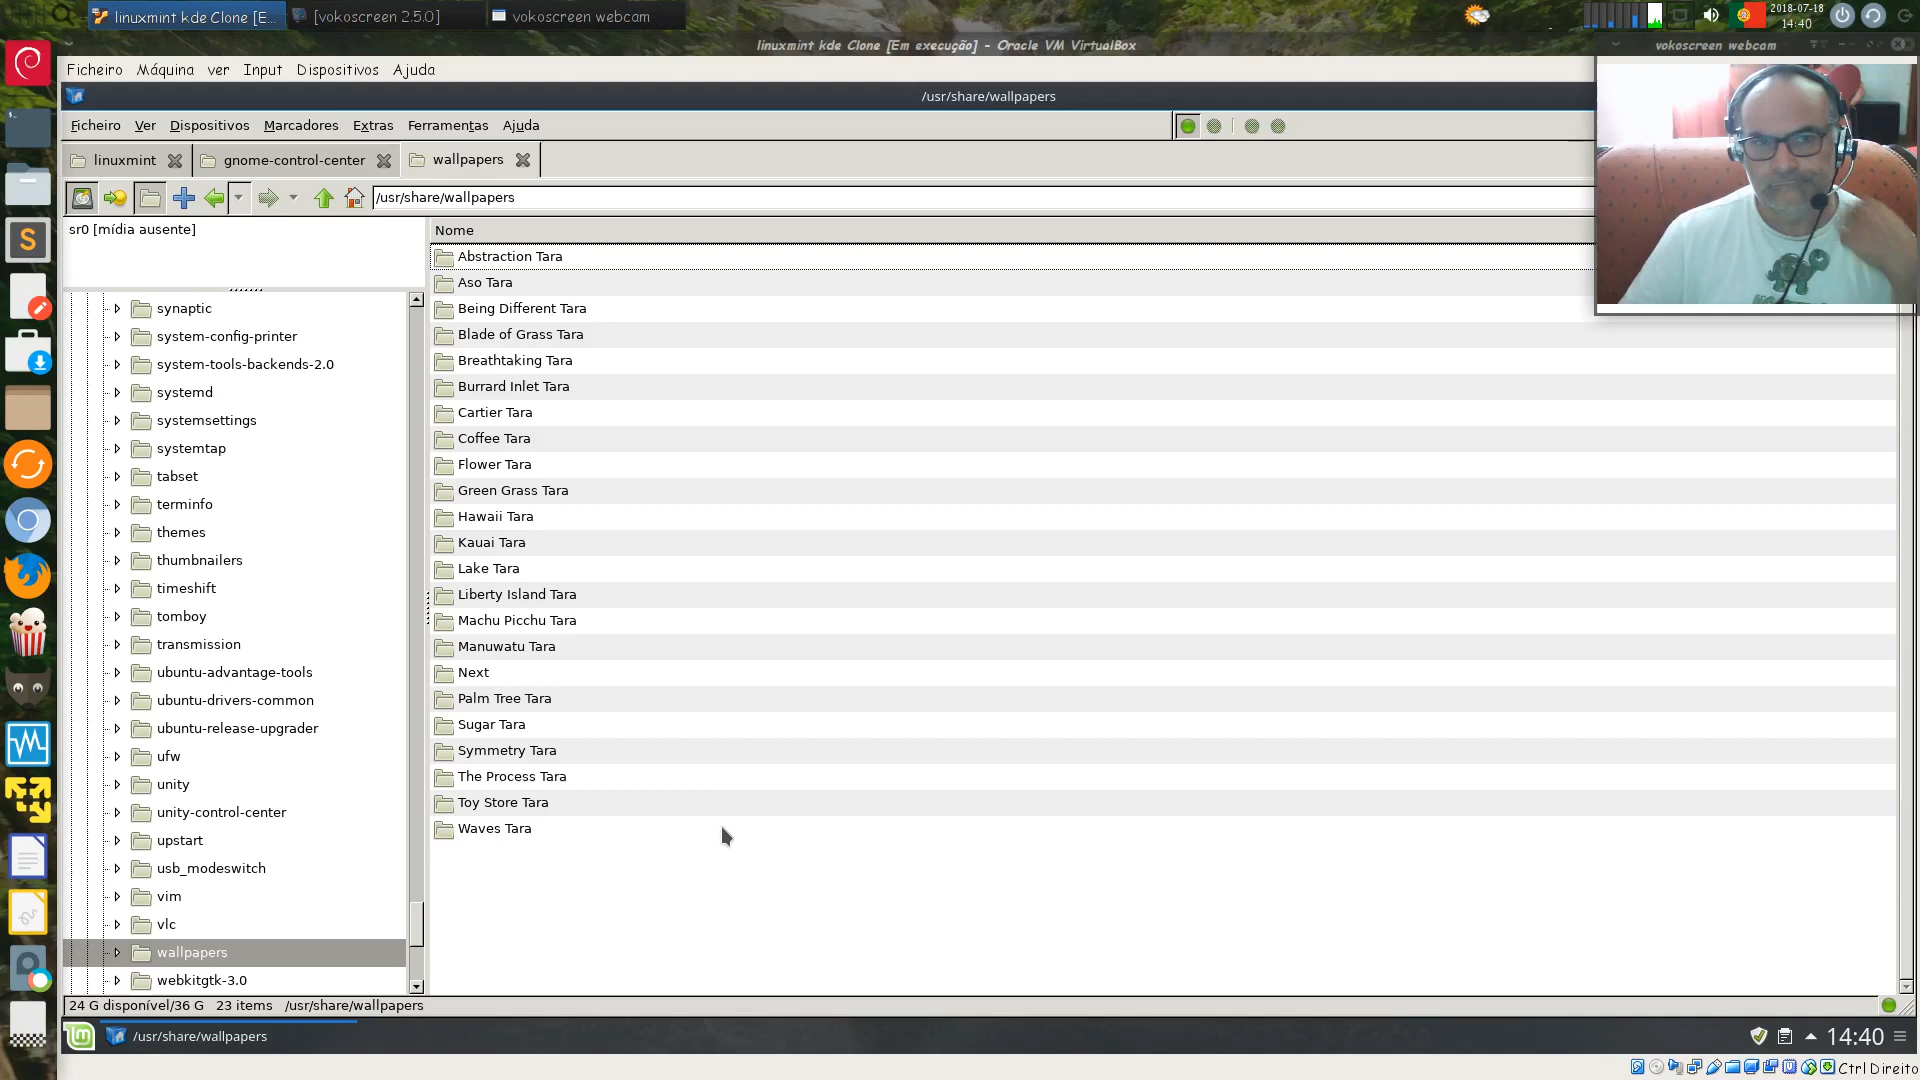 linuxmint kde Clone [E...
[vokoscreen 2.5.0]
vokoscreen webcam
2018-07-18
14:40
linuxmint kde Clone [Em execução] - Oracle VM VirtualBox
vokoscreen webcam
Ficheiro Máquina ver Input Dispositivos Ajuda
/usr/share/wallpapers
Ficheiro Ver Dispositivos Marcadores Extras Ferramentas Ajuda
linuxmint
gnome-control-center
wallpapers
/usr/share/wallpapers
sr0 [mídia ausente]
synaptic
system-config-printer
system-tools-backends-2.0
systemd
systemsettings
systemtap
tabset
terminfo
themes
thumbnailers
timeshift
tomboy
transmission
ubuntu-advantage-tools
ubuntu-drivers-common
ubuntu-release-upgrader
ufw
unity
unity-control-center
upstart
usb_modeswitch
vim
vlc
wallpapers
webkitgtk-3.0
Nome
Abstraction Tara
Aso Tara
Being Different Tara
Blade of Grass Tara
Breathtaking Tara
Burrard Inlet Tara
Cartier Tara
Coffee Tara
Flower Tara
Green Grass Tara
Hawaii Tara
Kauai Tara
Lake Tara
Liberty Island Tara
Machu Picchu Tara
Manuwatu Tara
Next
Palm Tree Tara
Sugar Tara
Symmetry Tara
The Process Tara
Toy Store Tara
Waves Tara
24 G disponível/36 G 23 items /usr/share/wallpapers
/usr/share/wallpapers
14:40
Ctrl Direito